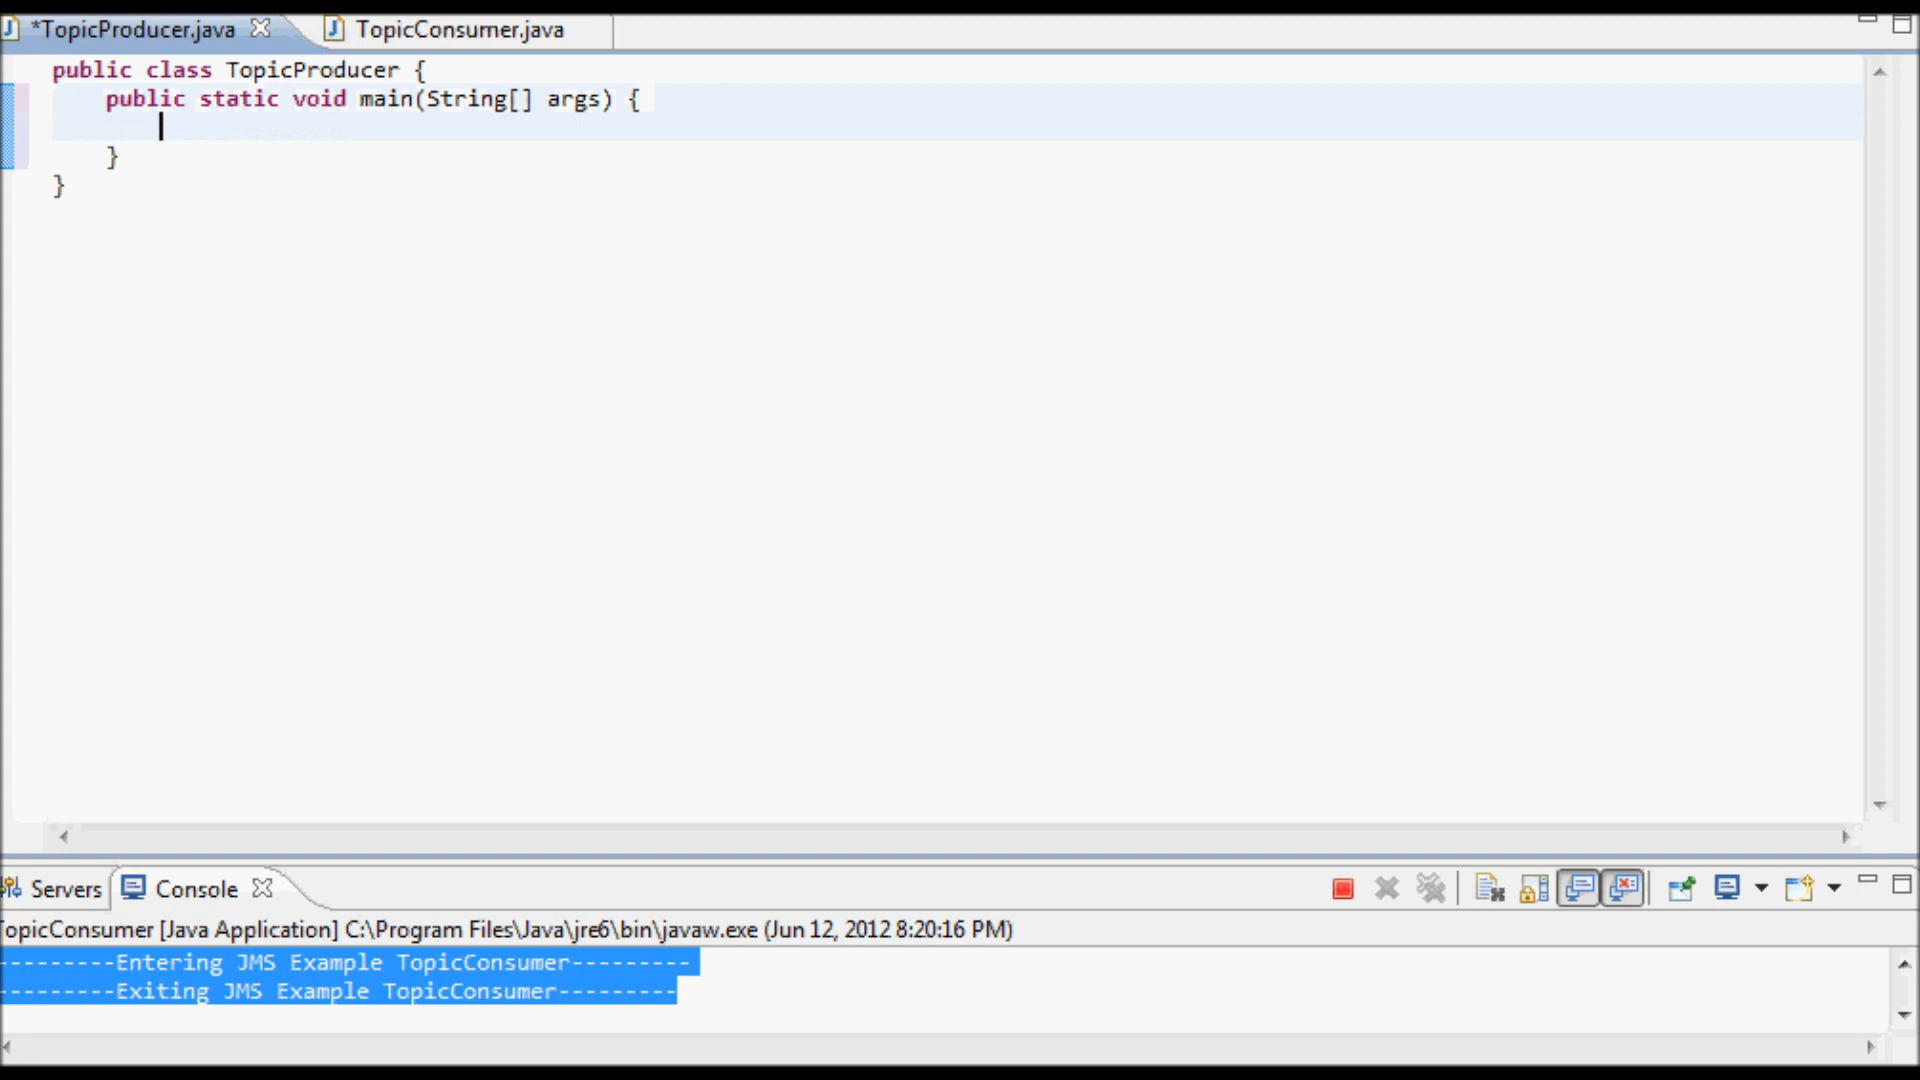 *TopicProducer.java TopicConsumer.java
public class TopicProducer {
public static void main(String[] args) {
}
}
Servers Console
TopicConsumer [Java Application] C:\Program Files\Java\jre6\bin\javaw.exe (Jun 12, 2012 8:20:16 PM)
---------Entering JMS Example TopicConsumer---------
---------Exiting JMS Example TopicConsumer---------